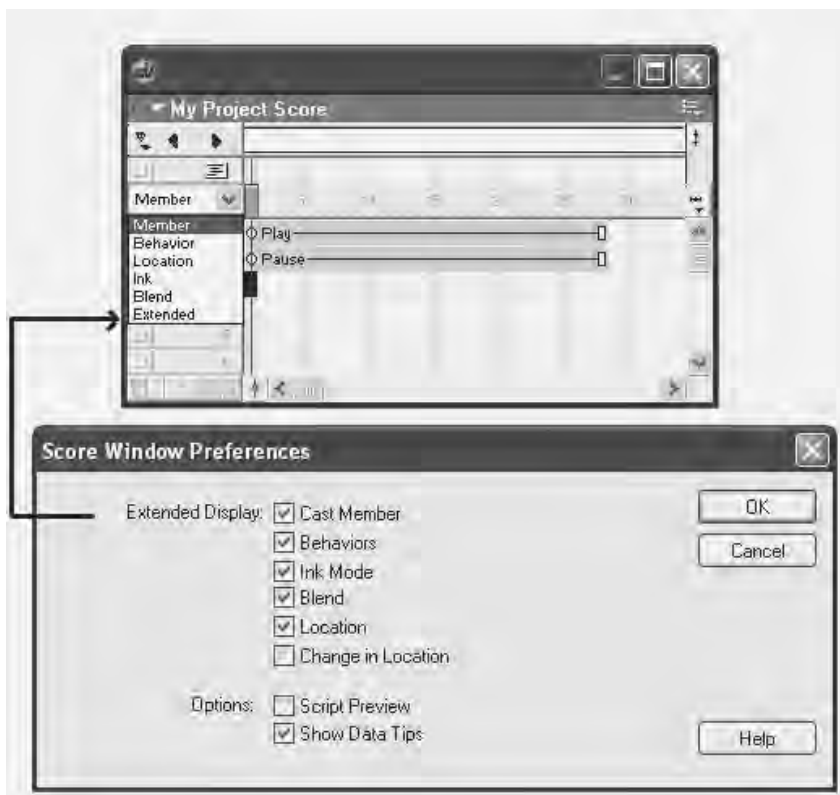 My Project Score
Member
Member
Behavior
Location
Ink
Blend
Extended
Play
Pause
Score Window Preferences
Extended Display: Cast Member
Behaviors
Ink Mode
Blend
Location
Change in Location
Options: Script Preview
Show Data Tips
OK
Cancel
Help